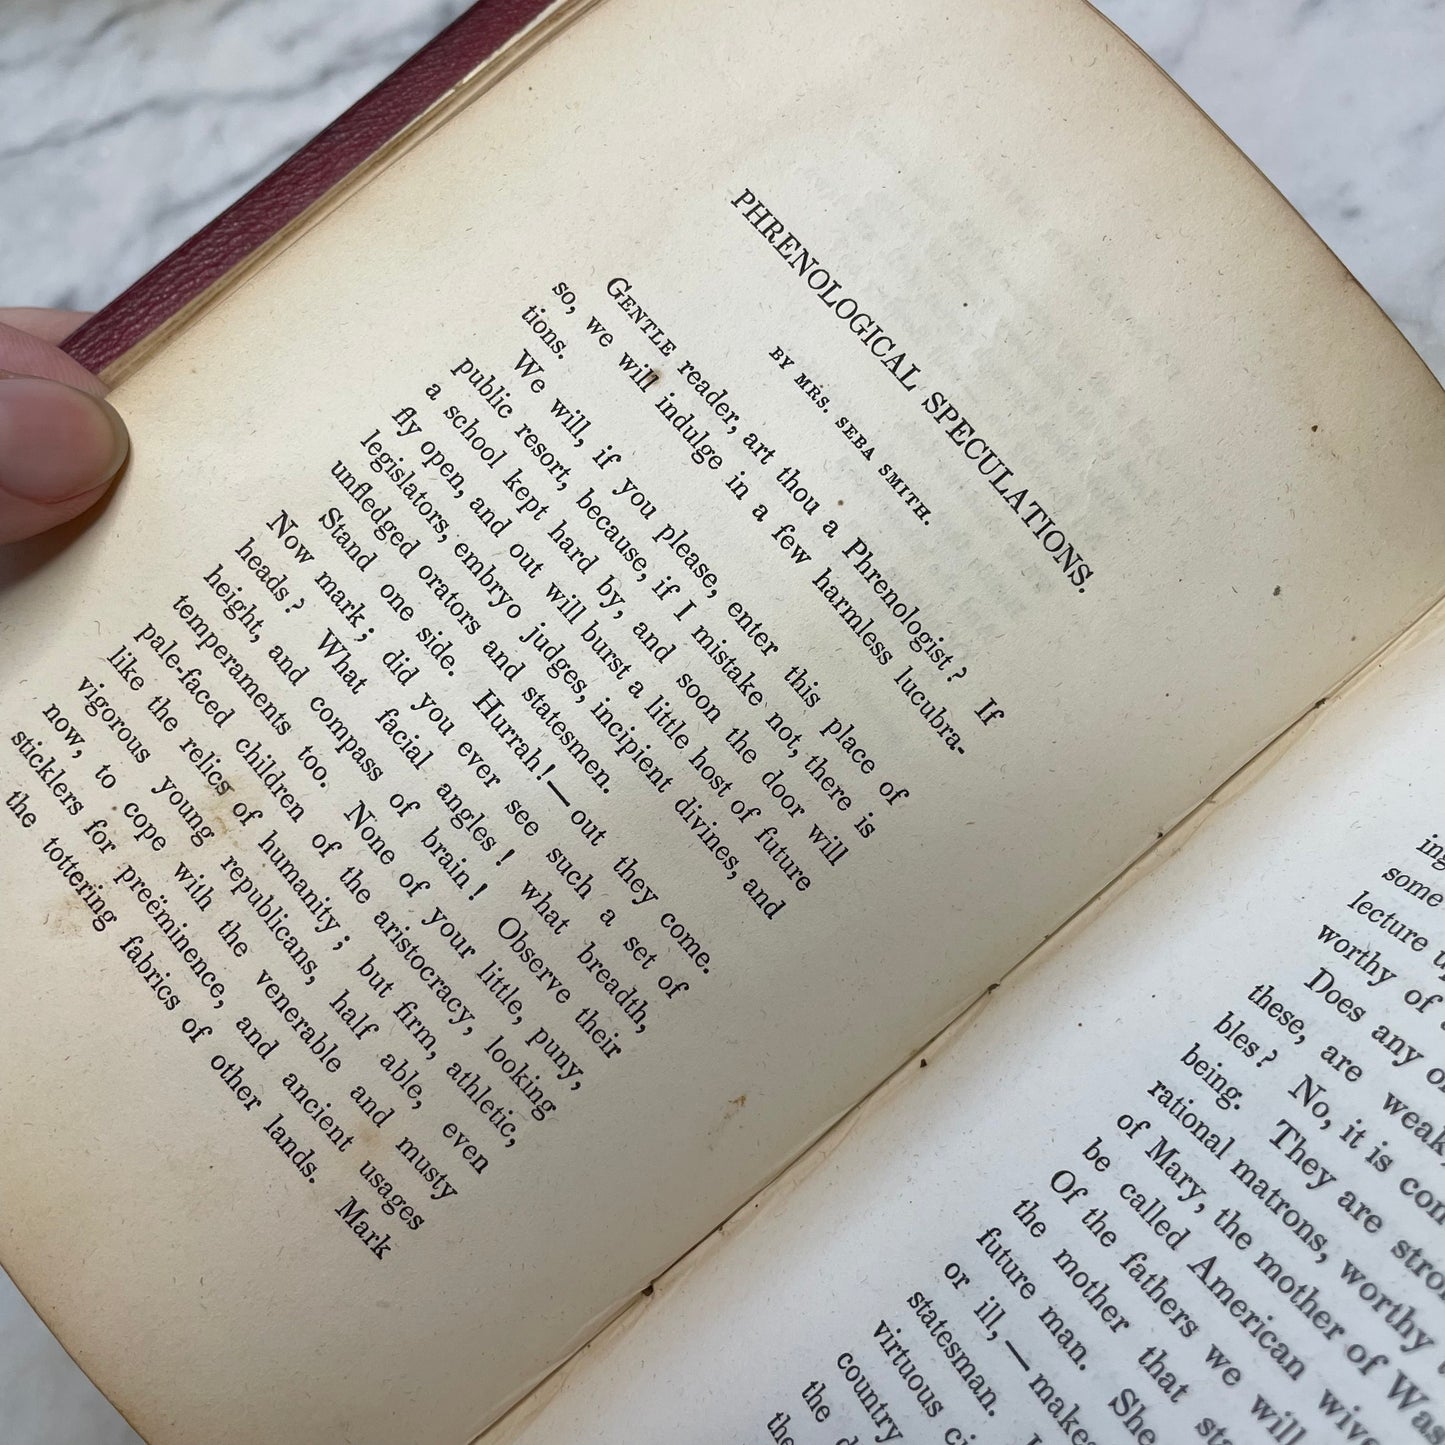 PHRENOLOGICAL SPECULATIONS.
BY MRS. SEBA SMITH.
GENTLE reader, art thou a Phrenologist? If
so, we will indulge in a few harmless lucubra-
tions.
We will, if you please, enter this place of
public resort, because, if I mistake not, there is
a school kept hard by, and soon the door will
fly open, and out will burst a little host of future
legislators, embryo judges, incipient divines, and
unfledged orators and statesmen.
Stand one side. Hurrah!—out they come.
Now mark; did you ever see such a set of
heads? What facial angles! what breadth,
height, and compass of brain! Observe their
temperaments too. None of your little, puny,
pale-faced children of the aristocracy, looking
like the relics of humanity; but firm, athletic,
vigorous young republicans, half able, even
now, to cope with the venerable and musty
sticklers for preëminence, and ancient usages
the tottering fabrics of other lands. Mark
ing
some
lecture
worthy of
Does any
these, are weak
bles? No, it is
being. They are
rational matrons, worthy
of Mary, the mother of
be called American
Of the fathers we will
the mother that
future man. She
or ill,—makes
statesman.
virtuous
country
the
the